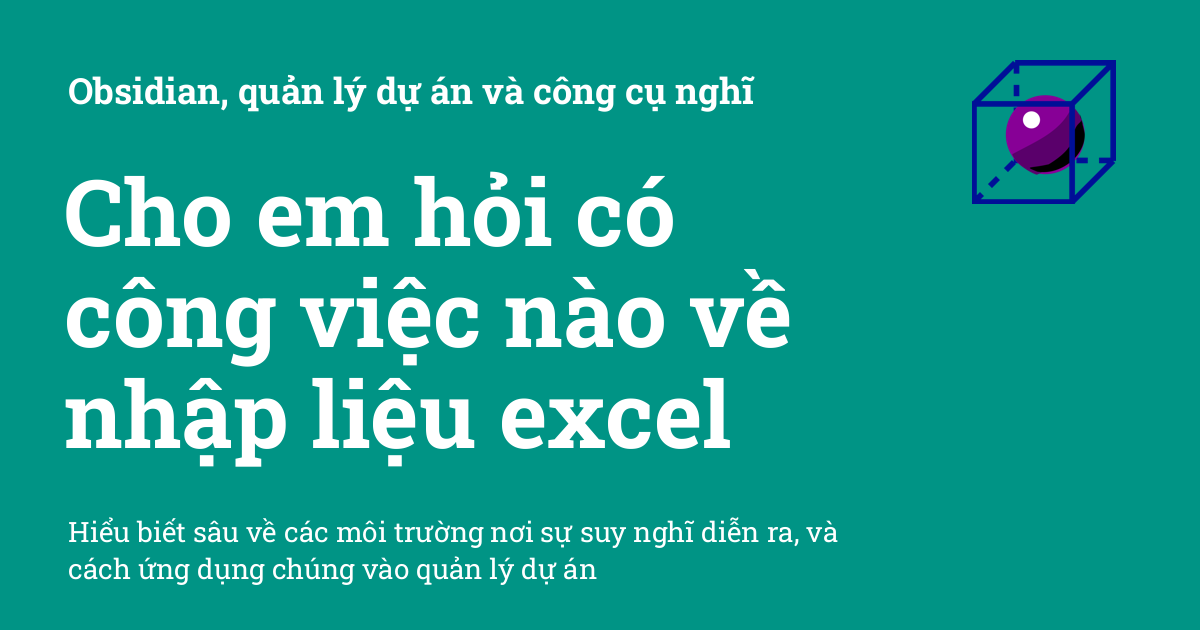 Obsidian, quản lý dự án và công cụ nghĩ
Cho em hỏi có
công việc nào về
nhập liệu excel
Hiểu biết sâu về các môi trường nơi sự suy nghĩ diễn ra, và
cách ứng dụng chúng vào quản lý dự án